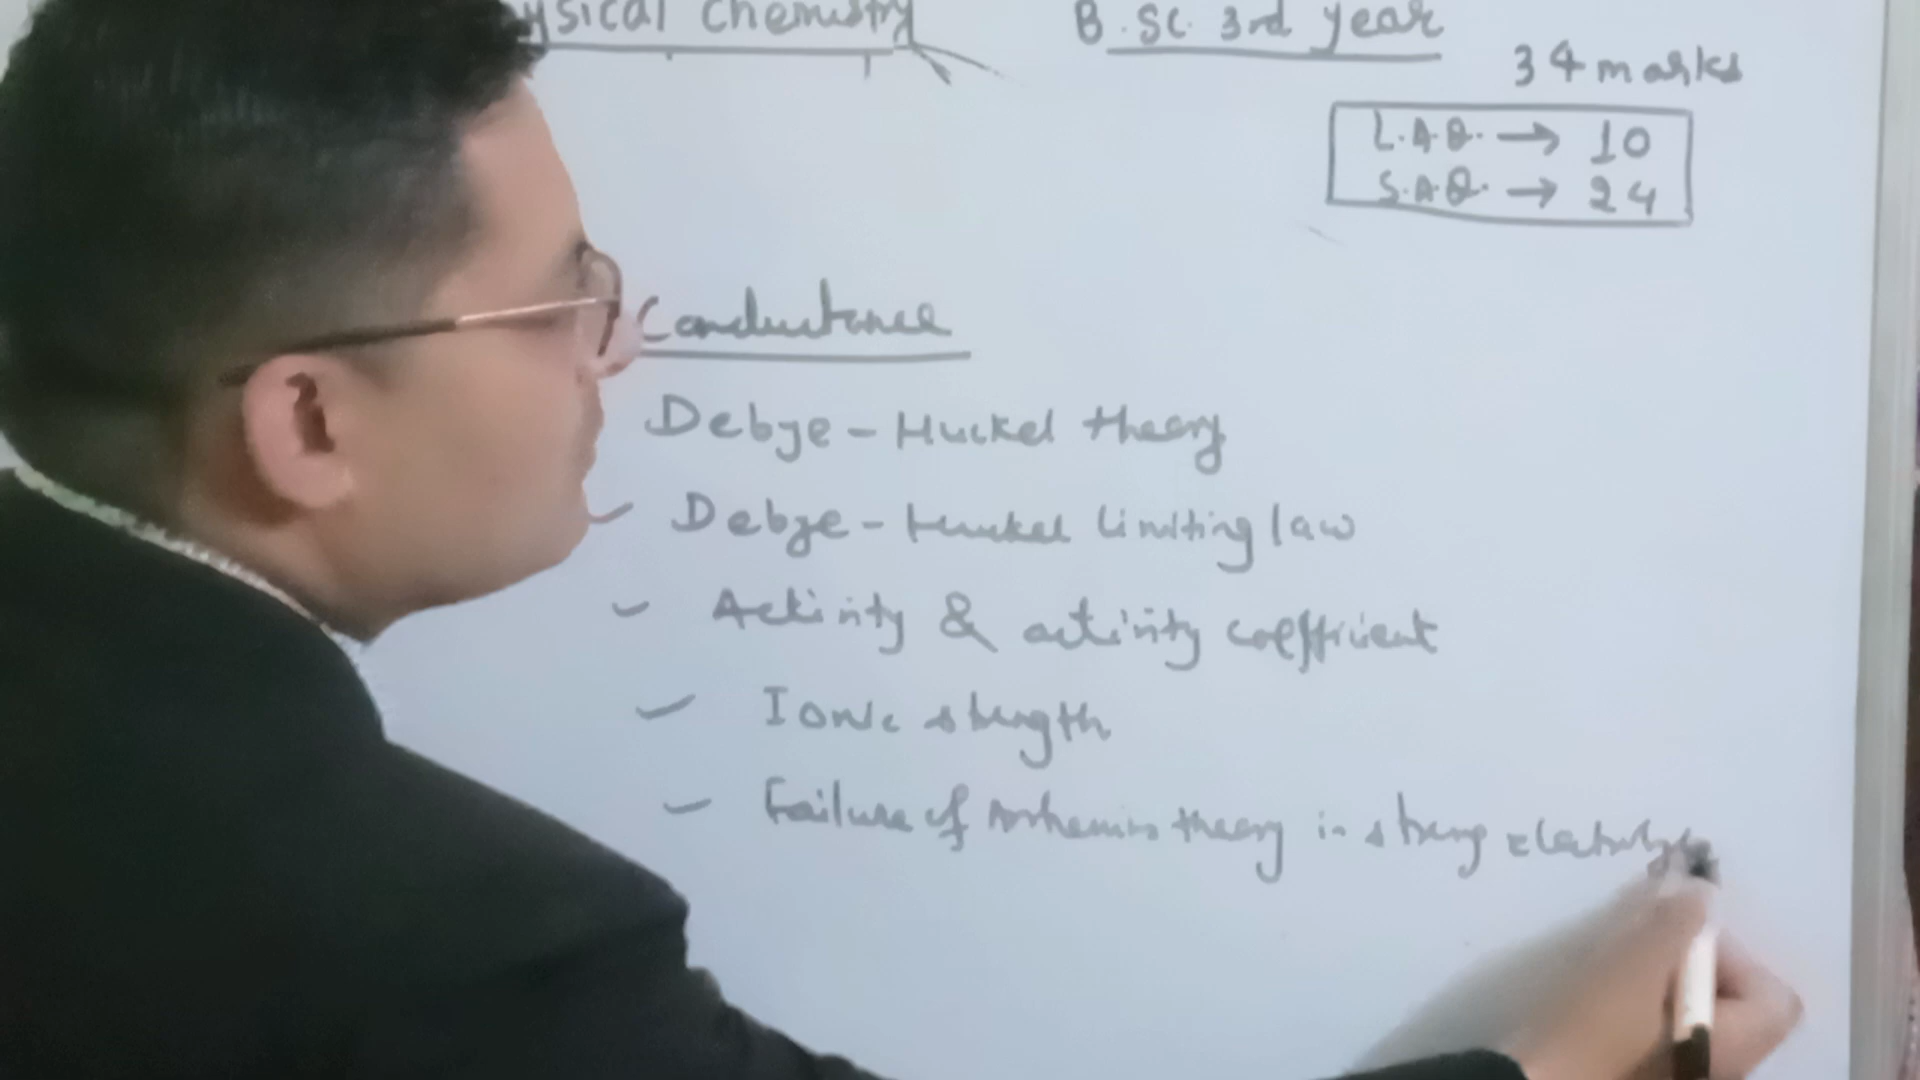 ysical Chemistry
B.Sc. 3rd year
34 marks
L.A.Q. → 10
S.A.Q. → 24
Conductance
Debye - Huckel theory
Debye - Huckel limiting law
Activity & activity coefficient
Ionic strength
Failure of Arrhenius theory in strong electrolyte